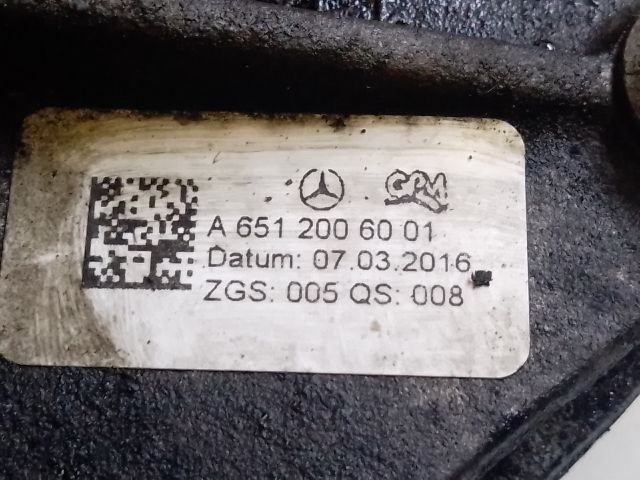 GPM
A 651 200 60 01
Datum: 07.03.2016
ZGS: 005 QS: 008